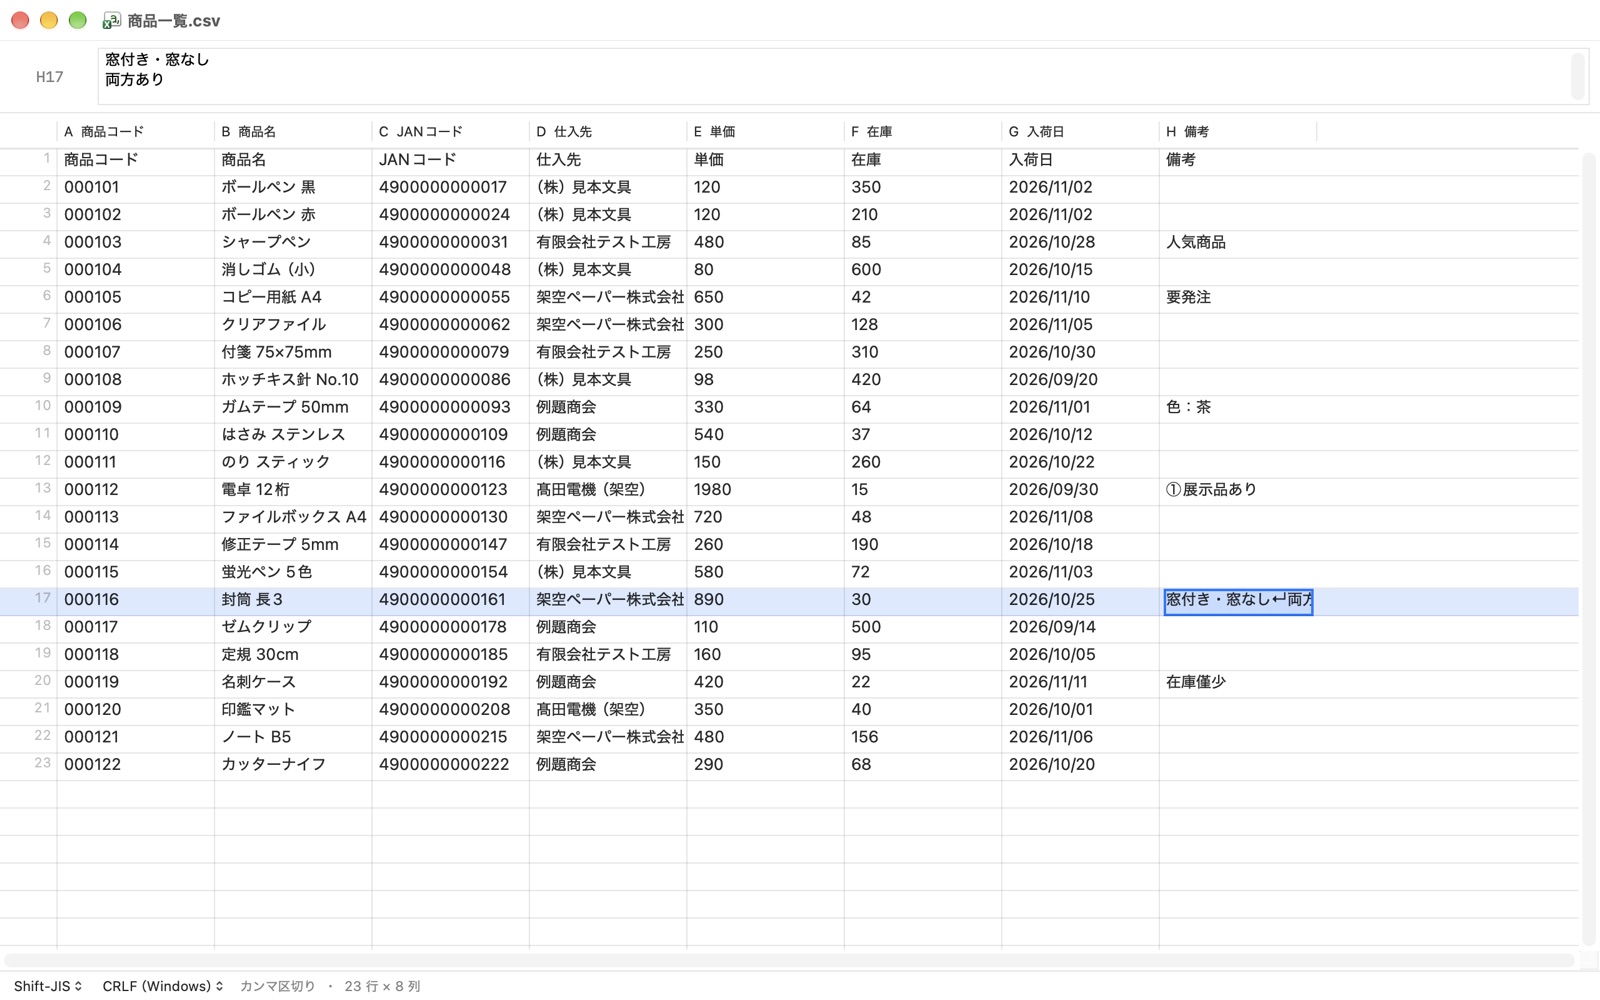 商品一覧.csv
H17
窓付き・窓なし
両方あり
A 商品コード B 商品名 C JANコード D 仕入先 E 単価 F 在庫 G 入荷日 H 備考
1 商品コード 商品名 JANコード 仕入先 単価 在庫 入荷日 備考
2 000101 ボールペン 黒 4900000000017 （株）見本文具 120 350 2026/11/02
3 000102 ボールペン 赤 4900000000024 （株）見本文具 120 210 2026/11/02
4 000103 シャープペン 4900000000031 有限会社テスト工房 480 85 2026/10/28 人気商品
5 000104 消しゴム（小） 4900000000048 （株）見本文具 80 600 2026/10/15
6 000105 コピー用紙 A4 4900000000055 架空ペーパー株式会社 650 42 2026/11/10 要発注
7 000106 クリアファイル 4900000000062 架空ペーパー株式会社 300 128 2026/11/05
8 000107 付箋 75×75mm 4900000000079 有限会社テスト工房 250 310 2026/10/30
9 000108 ホッチキス針 No.10 4900000000086 （株）見本文具 98 420 2026/09/20
10 000109 ガムテープ 50mm 4900000000093 例題商会 330 64 2026/11/01 色：茶
11 000110 はさみ ステンレス 4900000000109 例題商会 540 37 2026/10/12
12 000111 のり スティック 4900000000116 （株）見本文具 150 260 2026/10/22
13 000112 電卓 12桁 4900000000123 髙田電機（架空） 1980 15 2026/09/30 ①展示品あり
14 000113 ファイルボックス A4 4900000000130 架空ペーパー株式会社 720 48 2026/11/08
15 000114 修正テープ 5mm 4900000000147 有限会社テスト工房 260 190 2026/10/18
16 000115 蛍光ペン 5色 4900000000154 （株）見本文具 580 72 2026/11/03
17 000116 封筒 長3 4900000000161 架空ペーパー株式会社 890 30 2026/10/25 窓付き・窓なし↵両方
18 000117 ゼムクリップ 4900000000178 例題商会 110 500 2026/09/14
19 000118 定規 30cm 4900000000185 有限会社テスト工房 160 95 2026/10/05
20 000119 名刺ケース 4900000000192 例題商会 420 22 2026/11/11 在庫僅少
21 000120 印鑑マット 4900000000208 髙田電機（架空） 350 40 2026/10/01
22 000121 ノート B5 4900000000215 架空ペーパー株式会社 480 156 2026/11/06
23 000122 カッターナイフ 4900000000222 例題商会 290 68 2026/10/20
Shift-JIS CRLF (Windows) カンマ区切り ・ 23 行 × 8 列